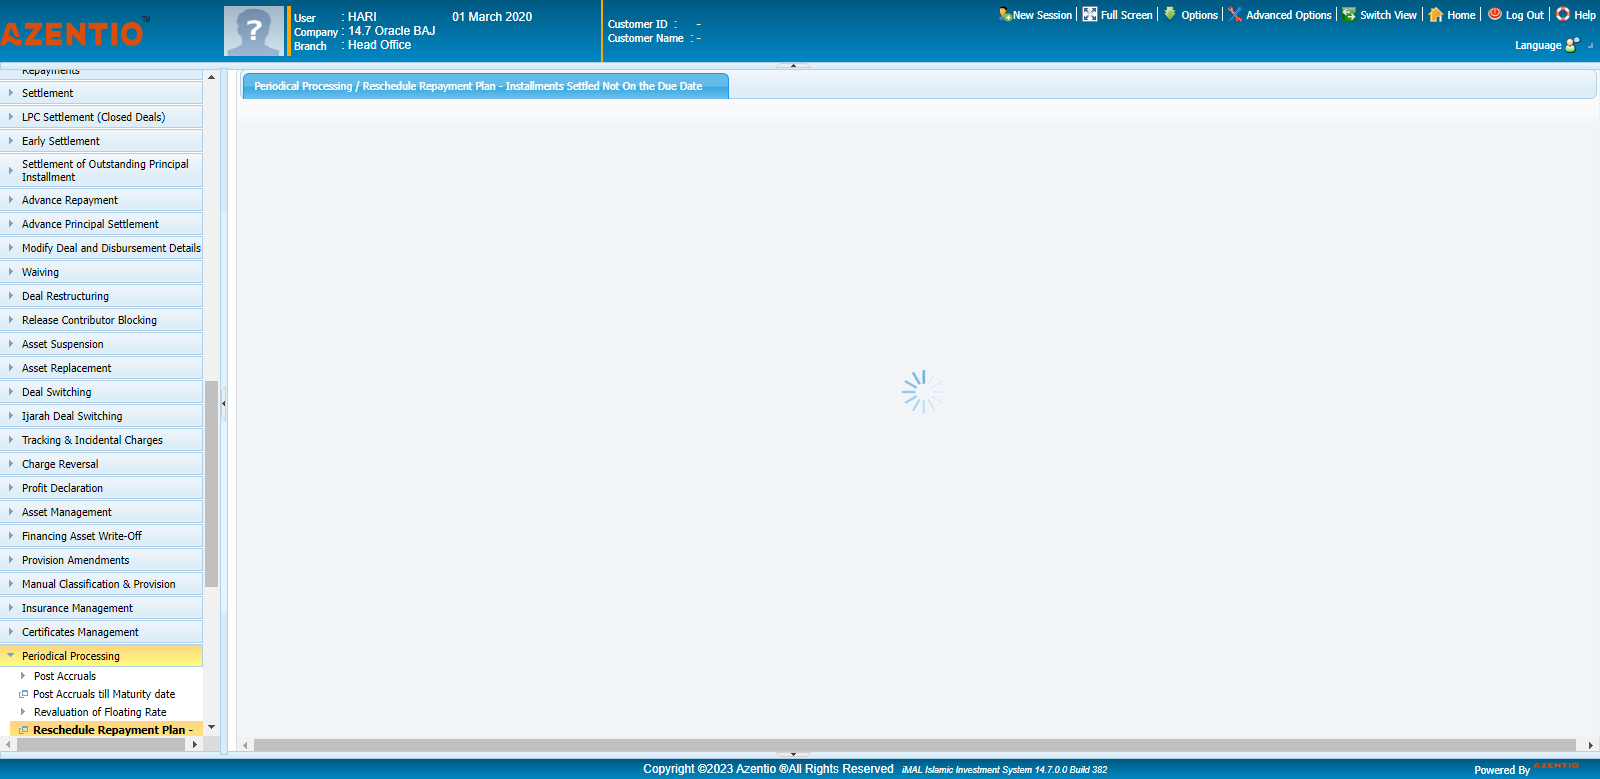 AZENTIO™
User : HARI 01 March 2020
Company : 14.7 Oracle BAJ
Branch : Head Office
Customer ID : -
Customer Name : -
New Session | Full Screen | Options | Advanced Options | Switch View | Home | Log Out | Help
Language
Repayments
Settlement
LPC Settlement (Closed Deals)
Early Settlement
Settlement of Outstanding Principal
Installment
Advance Repayment
Advance Principal Settlement
Modify Deal and Disbursement Details
Waiving
Deal Restructuring
Release Contributor Blocking
Asset Suspension
Asset Replacement
Deal Switching
Ijarah Deal Switching
Tracking & Incidental Charges
Charge Reversal
Profit Declaration
Asset Management
Financing Asset Write-Off
Provision Amendments
Manual Classification & Provision
Insurance Management
Certificates Management
Periodical Processing
Post Accruals
Post Accruals till Maturity date
Revaluation of Floating Rate
Reschedule Repayment Plan -
Periodical Processing / Reschedule Repayment Plan - Installments Settled Not On the Due Date
Copyright ©2023 Azentio ®All Rights Reserved iMAL Islamic Investment System 14.7.0.0 Build 382
Powered By AZENTIO